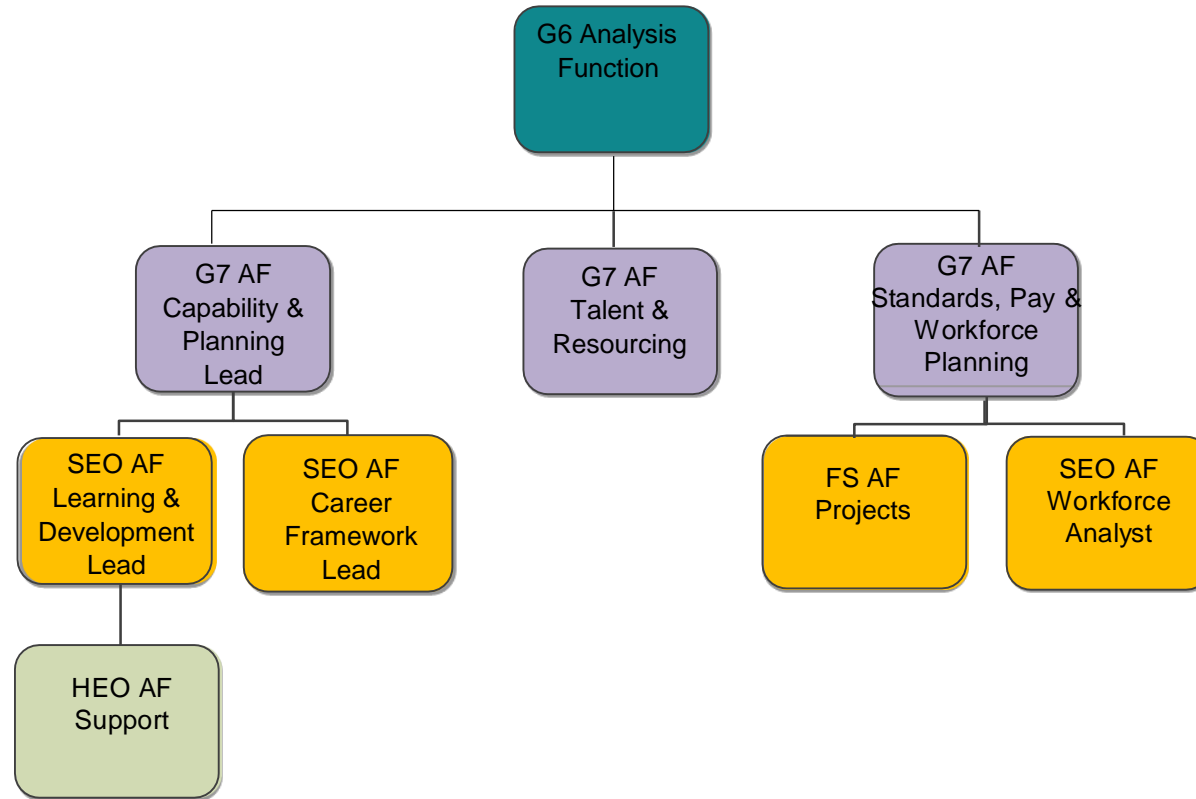 G6 Analysis
Function
G7 AF
Capability &
Planning
Lead
G7 AF
Talent &
Resourcing
G7 AF
Standards, Pay &
Workforce
Planning
SEO AF
Learning &
Development
Lead
SEO AF
Career
Framework
Lead
FS AF
Projects
SEO AF
Workforce
Analyst
HEO AF
Support